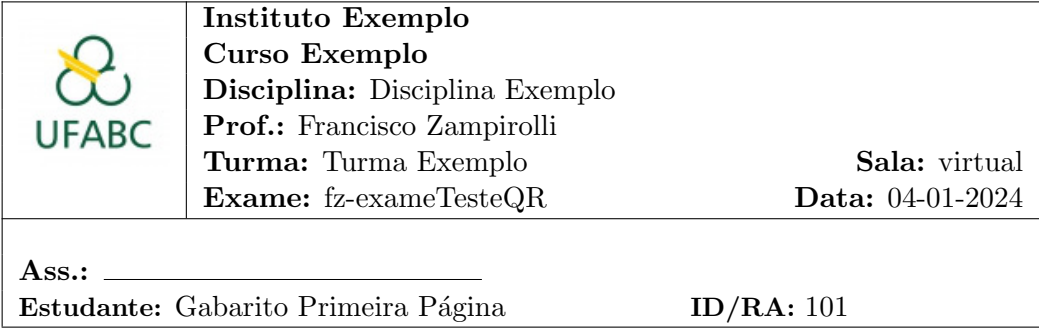 UFABC
Instituto Exemplo
Curso Exemplo
Disciplina: Disciplina Exemplo
Prof.: Francisco Zampirolli
Turma: Turma Exemplo Sala: virtual
Exame: fz-exameTesteQR Data: 04-01-2024
Ass.:
Estudante: Gabarito Primeira Página ID/RA: 101